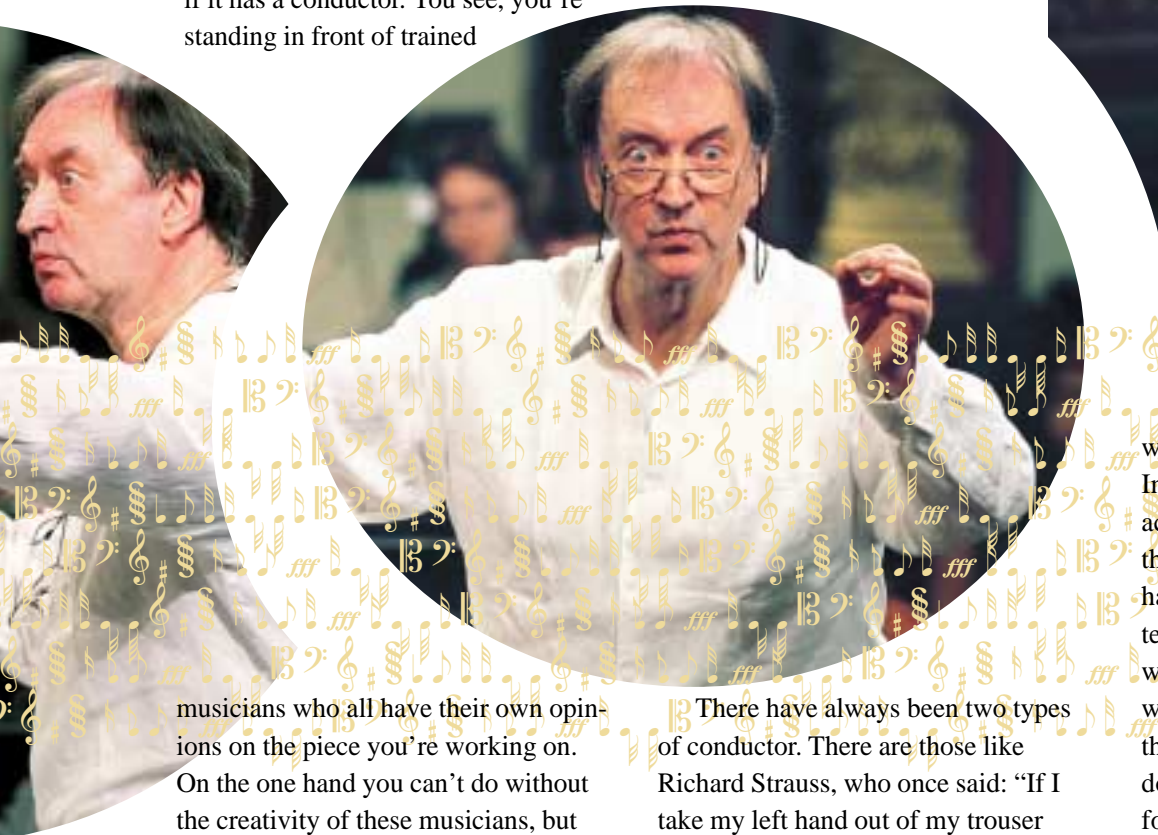 if it has a conductor. You see, you're
standing in front of trained
musicians who all have their own opin-
ions on the piece you're working on.
On the one hand you can't do without
the creativity of these musicians, but
There have always been two types
of conductor. There are those like
Richard Strauss, who once said: “If I
take my left hand out of my trouser